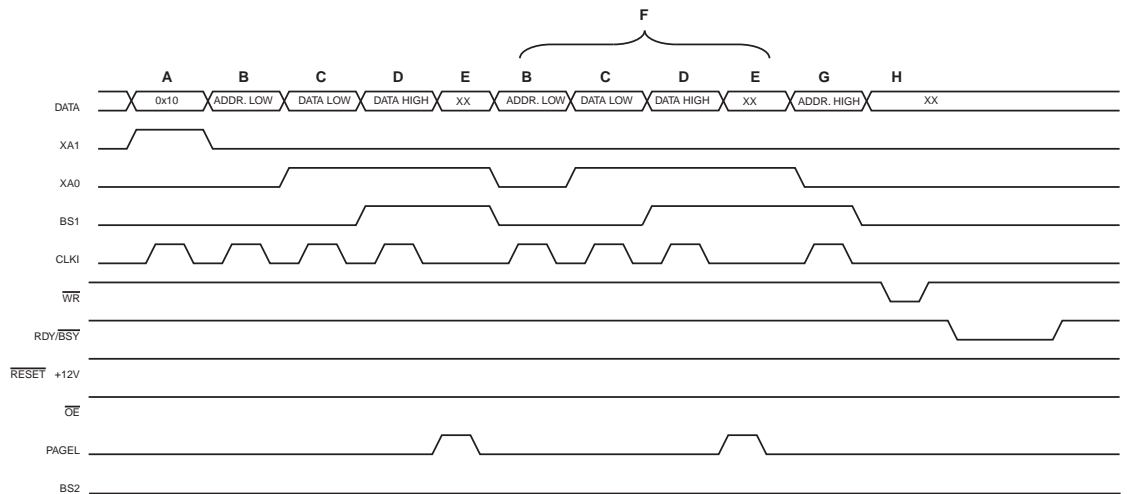 F
A B C D E B C D E G H
DATA 0x10 ADDR. LOW DATA LOW DATA HIGH XX ADDR. LOW DATA LOW DATA HIGH XX ADDR. HIGH XX
XA1
XA0
BS1
CLKI
WR
RDY/BSY
RESET +12V
OE
PAGEL
BS2